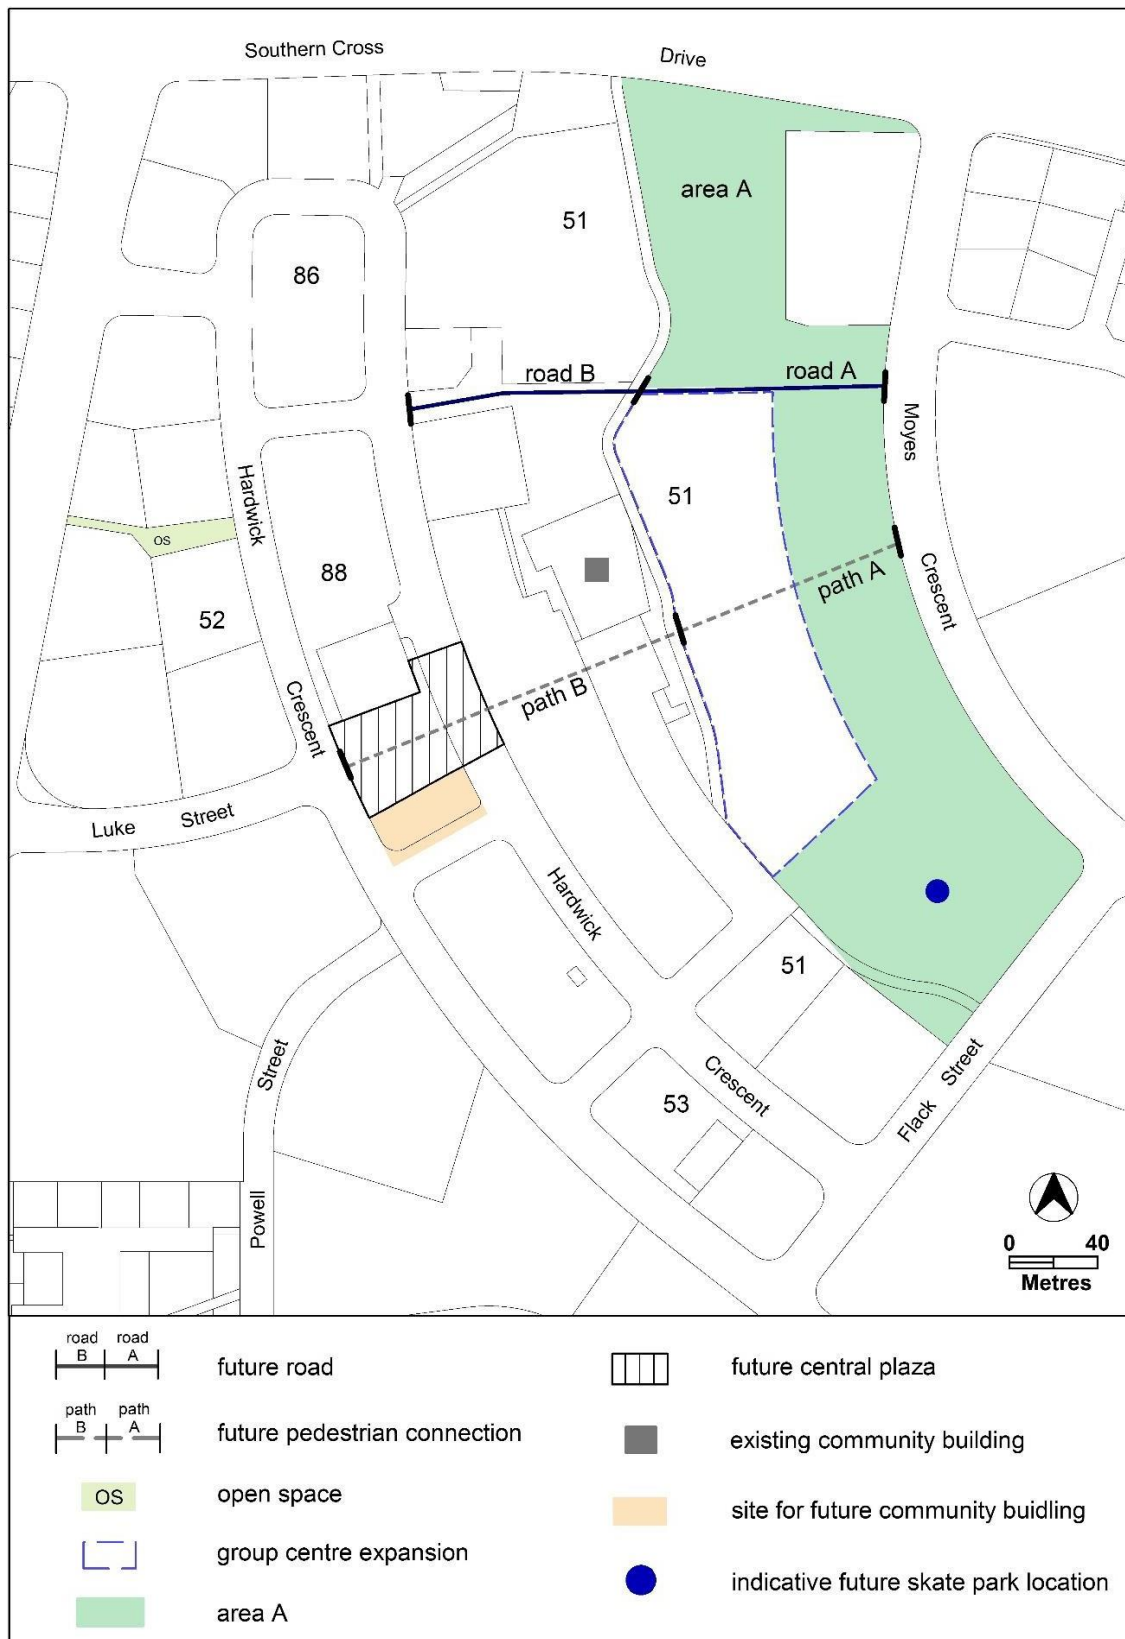 Southern Cross
Drive
area A
51
86
road B
road A
Moyes
Hardwick
51
OS
88
path A
Crescent
52
Crescent
path B
Luke
Street
Hardwick
51
Street
Crescent
Flack
Street
53
Powell
0
40
Metres
road
B
road
A
future road
path
B
path
A
future pedestrian connection
OS
open space
group centre expansion
area A
future central plaza
existing community building
site for future community buidling
indicative future skate park location